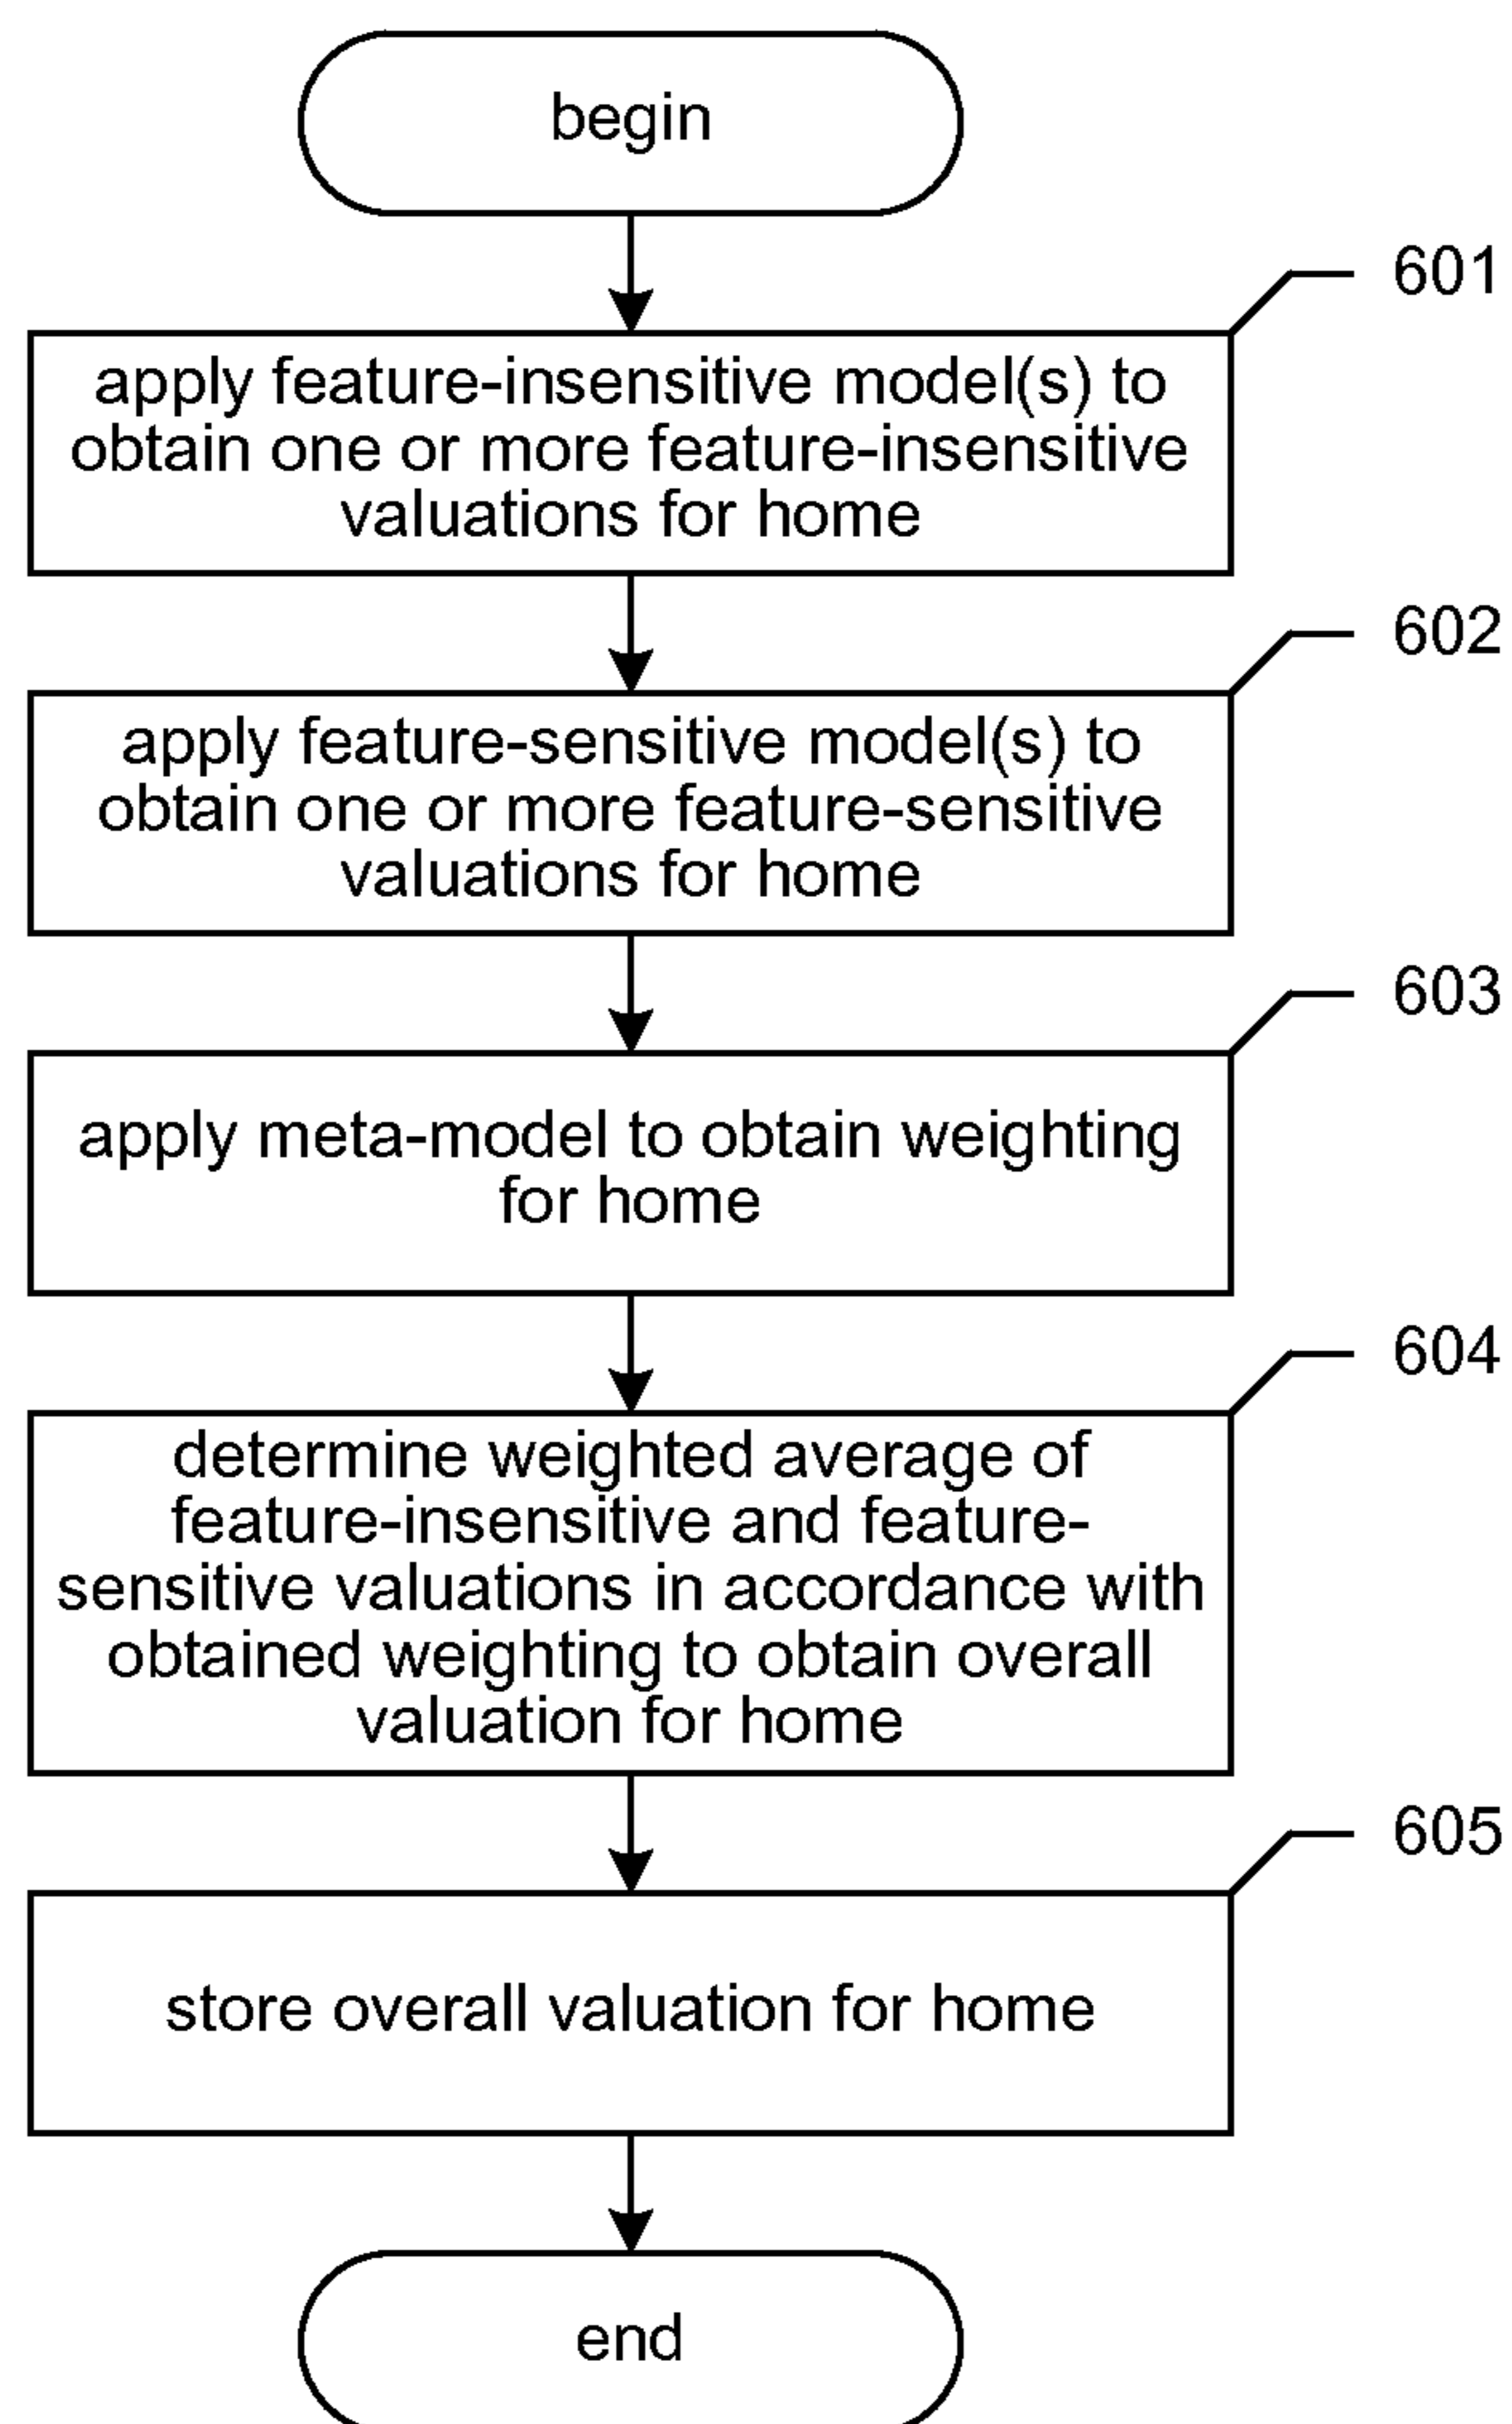 begin
601
apply feature-insensitive model(s) to
obtain one or more feature-insensitive
valuations for home
602
apply feature-sensitive model(s) to
obtain one or more feature-sensitive
valuations for home
603
apply meta-model to obtain weighting
for home
604
determine weighted average of
feature-insensitive and feature-
sensitive valuations in accordance with
obtained weighting to obtain overall
valuation for home
605
store overall valuation for home
end